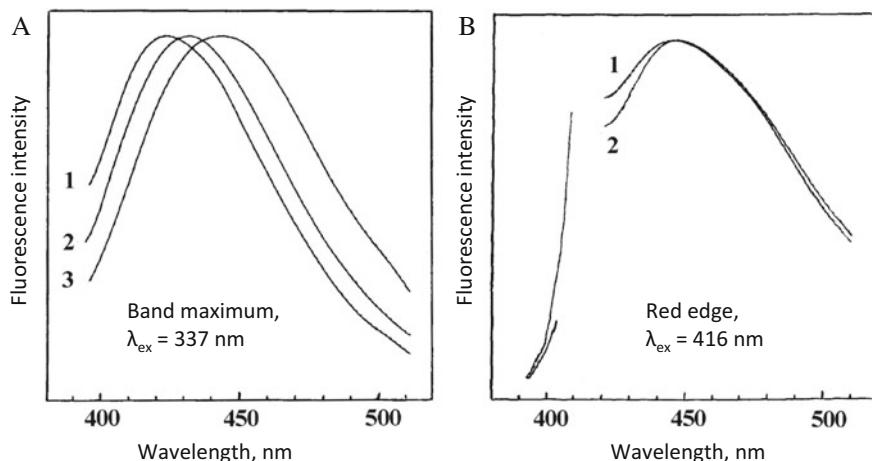 A
Fluorescence intensity
1
2
3
Band maximum,
λex = 337 nm
400
450
500
Wavelength, nm
B
Fluorescence intensity
1
2
Red edge,
λex = 416 nm
400
450
500
Wavelength, nm